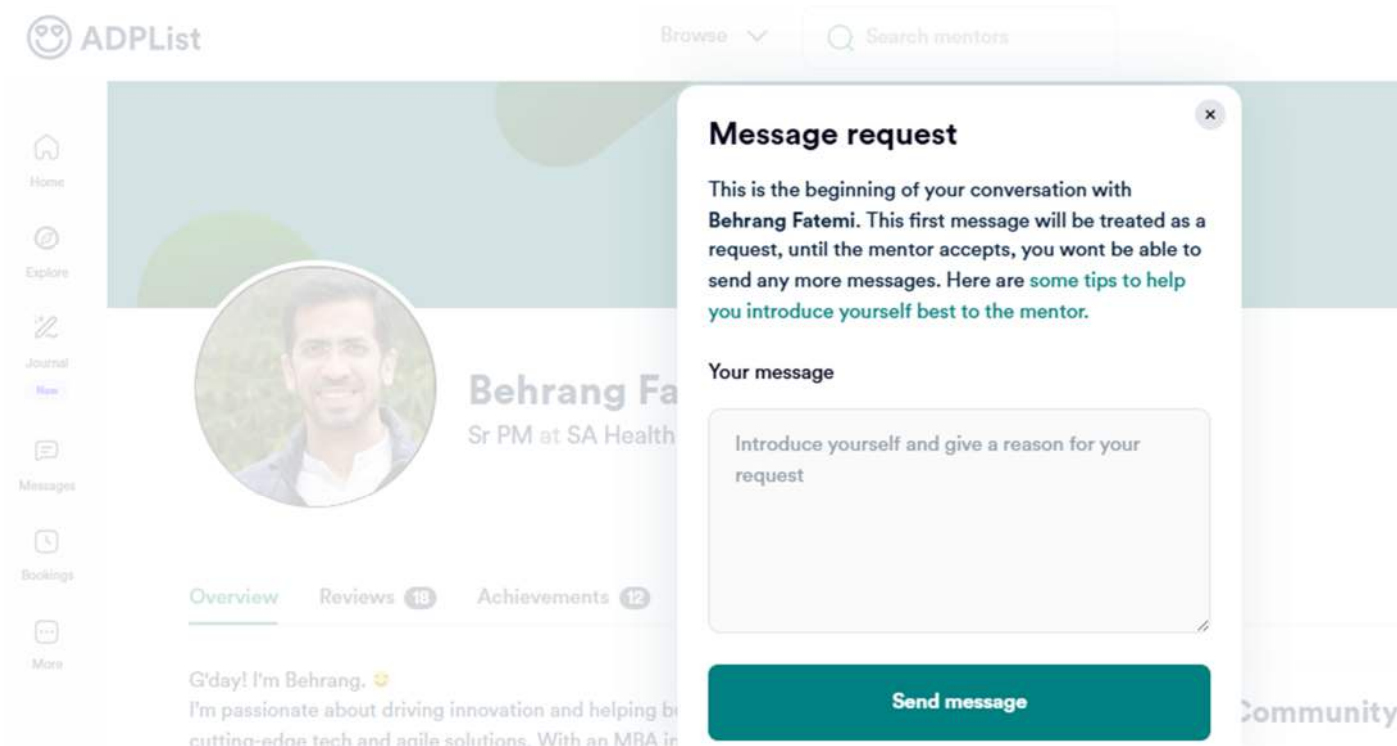 ADPList
Browse
Search mentors
Home
Explore
Journal
New
Messages
Bookings
More
Behrang Fa
Sr PM at SA Health
Overview
Reviews 18
Achievements 12
G'day! I'm Behrang.
I'm passionate about driving innovation and helping b
cutting-edge tech and agile solutions. With an MBA in
Message request
This is the beginning of your conversation with
Behrang Fatemi. This first message will be treated as a
request, until the mentor accepts, you wont be able to
send any more messages. Here are some tips to help
you introduce yourself best to the mentor.
Your message
Introduce yourself and give a reason for your
request
Send message
Community